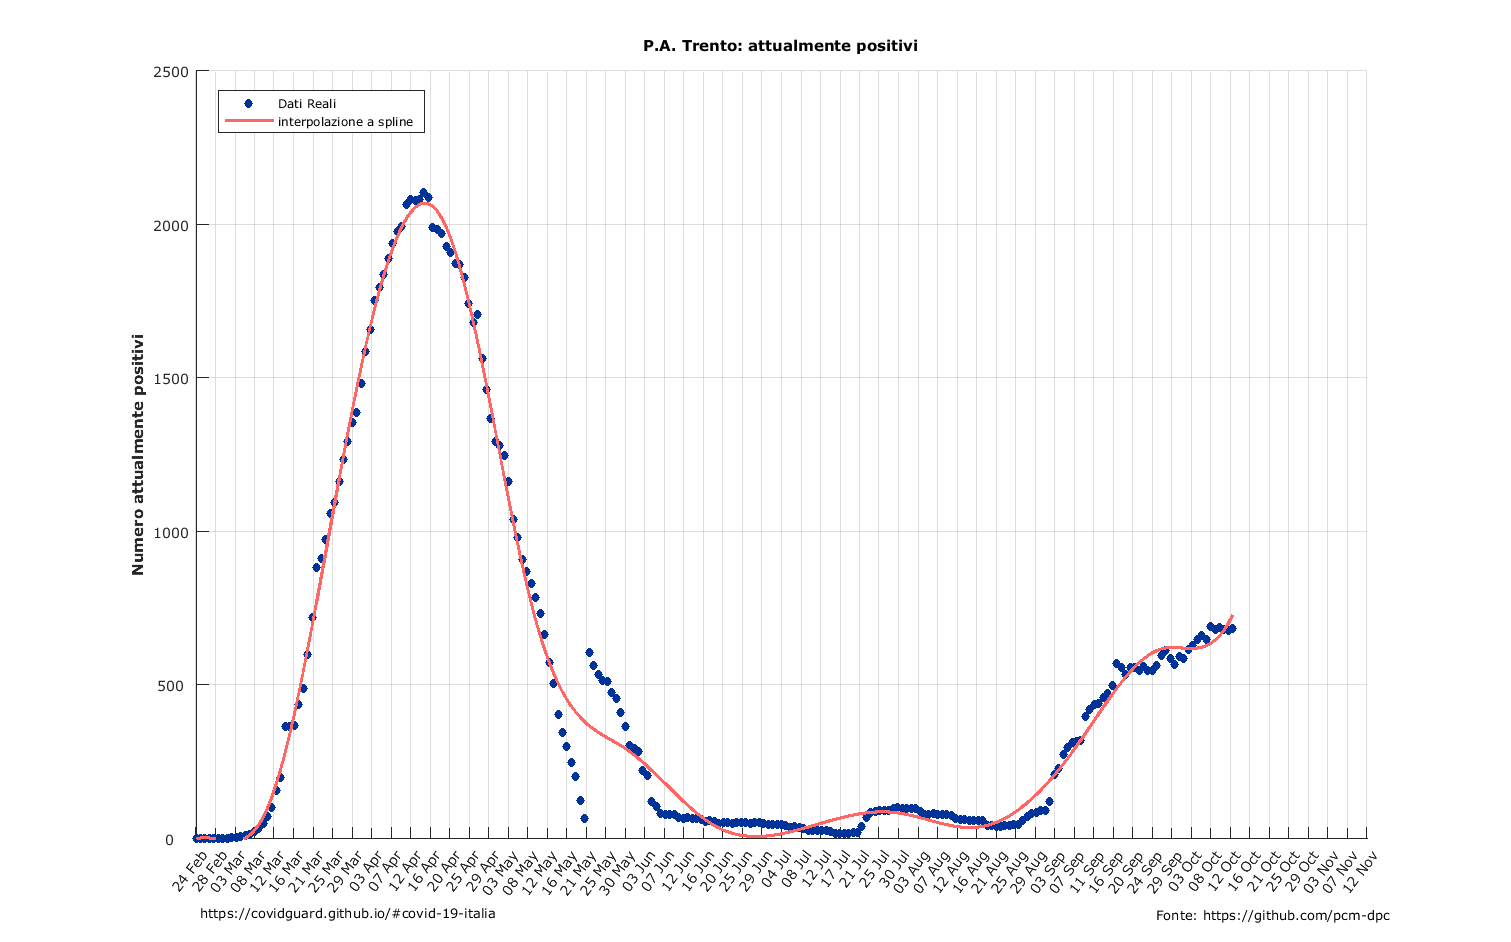 P.A. Trento: attualmente positivi
2500
2000
1500
1000
500
0
Numero attualmente positivi
Dati Reali
interpolazione a spline
24 Feb
28 Feb
03 Mar
08 Mar
12 Mar
16 Mar
21 Mar
25 Mar
29 Mar
03 Apr
07 Apr
12 Apr
16 Apr
20 Apr
25 Apr
29 Apr
03 May
08 May
12 May
16 May
21 May
25 May
30 May
03 Jun
07 Jun
12 Jun
16 Jun
20 Jun
25 Jun
29 Jun
04 Jul
08 Jul
12 Jul
17 Jul
21 Jul
25 Jul
30 Jul
03 Aug
07 Aug
12 Aug
16 Aug
21 Aug
25 Aug
29 Aug
03 Sep
07 Sep
11 Sep
16 Sep
20 Sep
24 Sep
29 Sep
03 Oct
08 Oct
12 Oct
16 Oct
21 Oct
25 Oct
29 Oct
03 Nov
07 Nov
12 Nov
https://covidguard.github.io/#covid-19-italia
Fonte: https://github.com/pcm-dpc